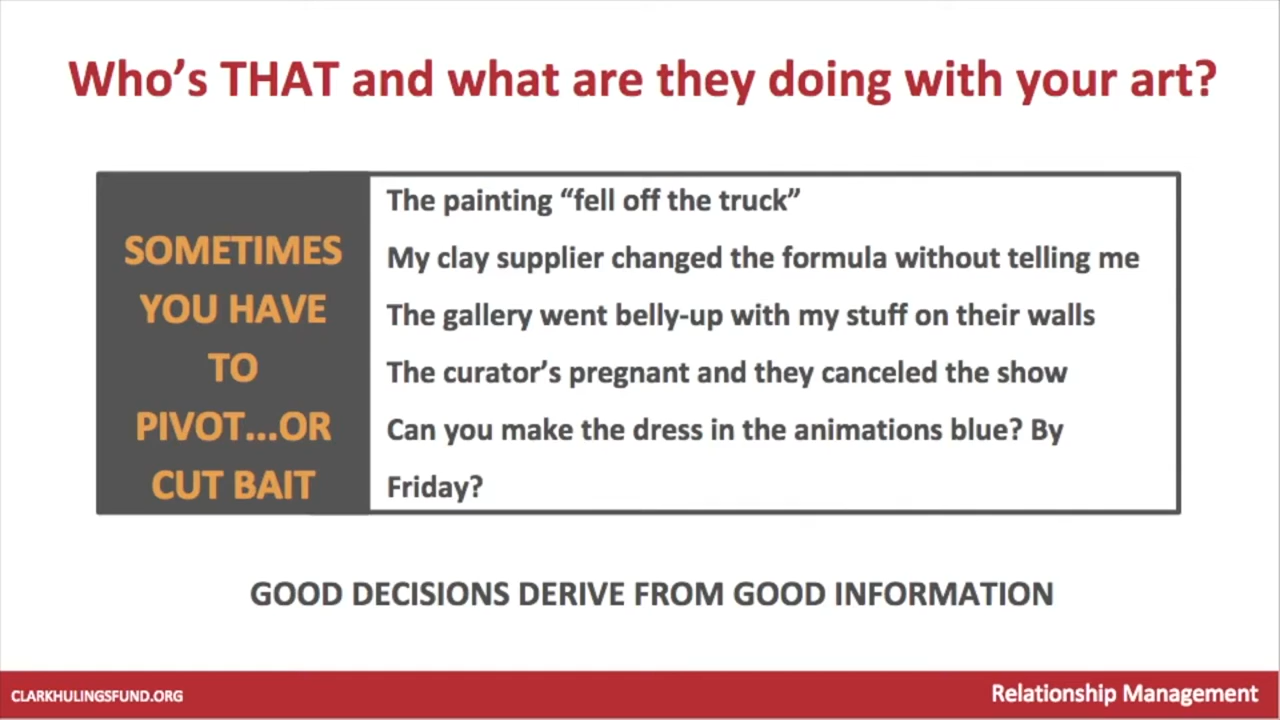 Who’s THAT and what are they doing with your art?
SOMETIMES
YOU HAVE
TO
PIVOT...OR
CUT BAIT
The painting “fell off the truck”
My clay supplier changed the formula without telling me
The gallery went belly-up with my stuff on their walls
The curator’s pregnant and they canceled the show
Can you make the dress in the animations blue? By
Friday?
GOOD DECISIONS DERIVE FROM GOOD INFORMATION
CLARKHULINGSFUND.ORG
Relationship Management